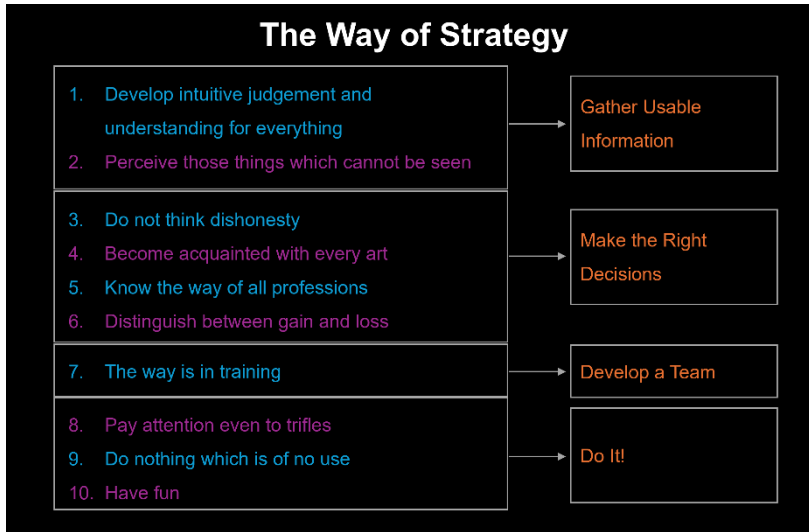 The Way of Strategy
1. Develop intuitive judgement and
understanding for everything
2. Perceive those things which cannot be seen
Gather Usable
Information
3. Do not think dishonesty
4. Become acquainted with every art
5. Know the way of all professions
6. Distinguish between gain and loss
Make the Right
Decisions
7. The way is in training
Develop a Team
8. Pay attention even to trifles
9. Do nothing which is of no use
10. Have fun
Do It!